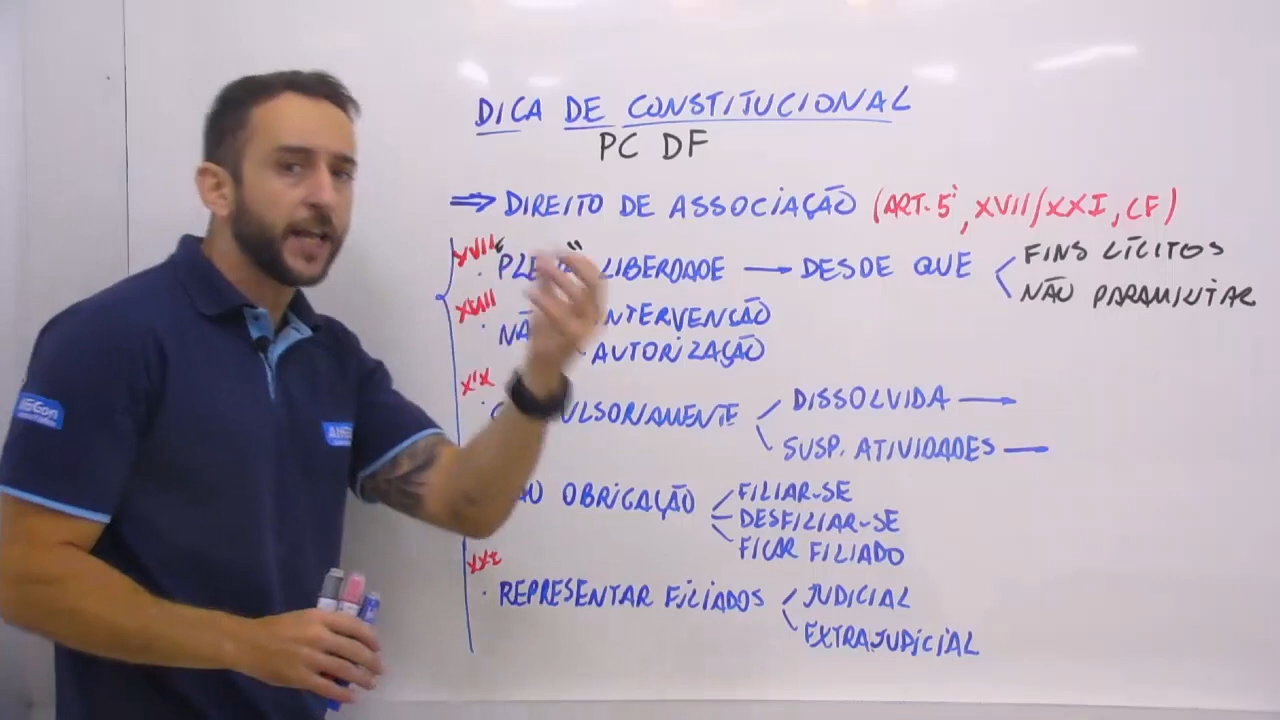 DICA DE CONSTITUCIONAL
PC DF
⇒ DIREITO DE ASSOCIAÇÃO (ART. 5º, XVII/XXI, CF)
XVII
LIBERDADE → DESDE QUE
FINS LÍCITOS
NÃO PARAMILITAR
XVIII
INTERVENÇÃO
AUTORIZAÇÃO
XIX
DISSOLVIDA →
SUSP. ATIVIDADES —
OBRIGAÇÃO
FILIAR-SE
DESFILIAR-SE
FICAR FILIADO
XXI
· REPRESENTAR FILIADOS
JUDICIAL
EXTRAJUDICIAL